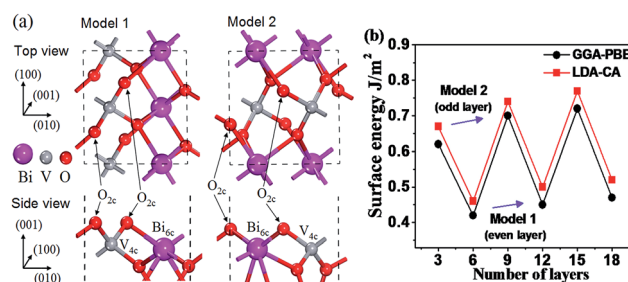 (a)
Model 1
Model 2
Top view
(100)
(001)
(010)
Bi V O
O2c
O2c
O2c
O2c
Side view
(001)
(100)
(010)
V4c
Bi6c
Bi6c
V4c
(b)
Surface energy J/m²
0.9
0.8
0.7
0.6
0.5
0.4
GGA-PBE
LDA-CA
Model 2
(odd layer)
Model 1
(even layer)
3 6 9 12 15 18
Number of layers